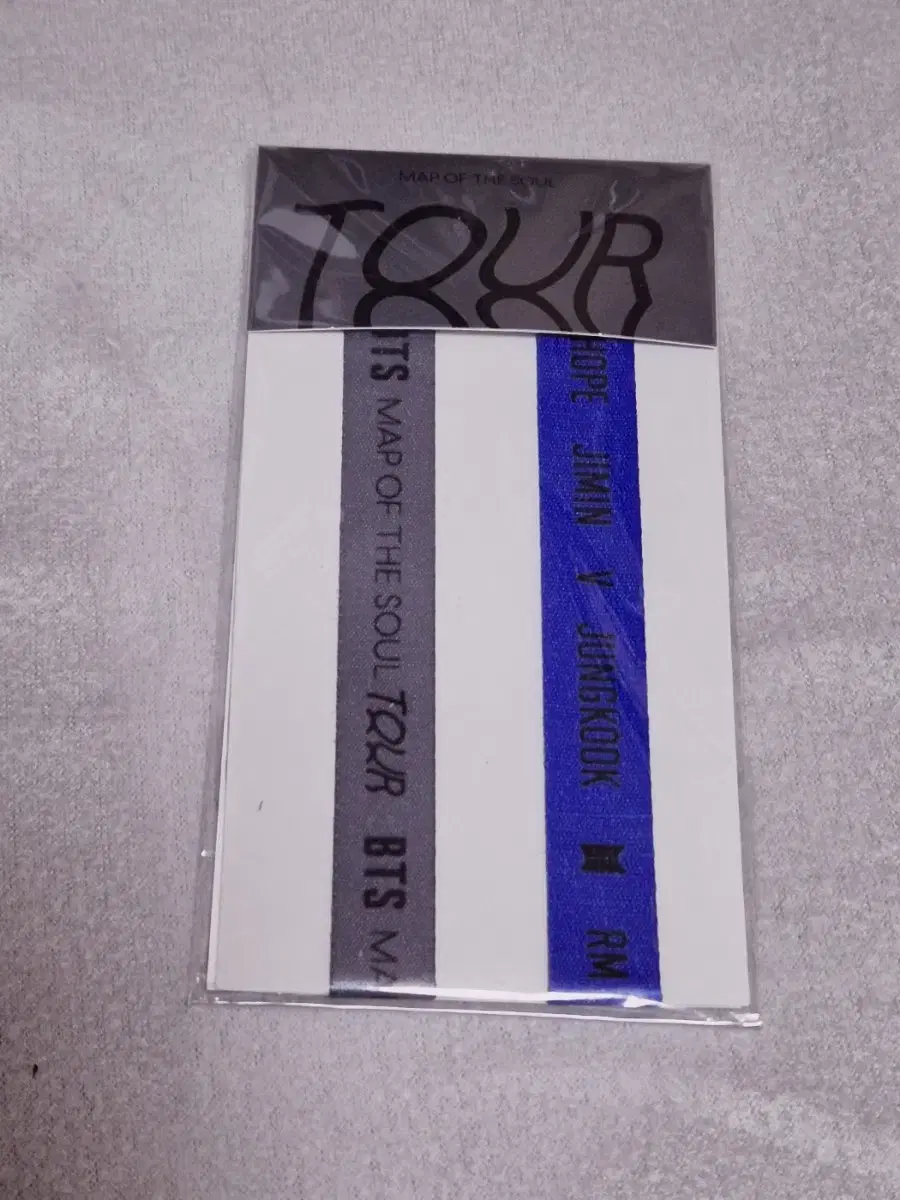 MAP OF THE SOUL
TOUR
BTS MAP OF THE SOUL TOUR BTS MA
HOPE JIMIN V JUNGKOOK RM